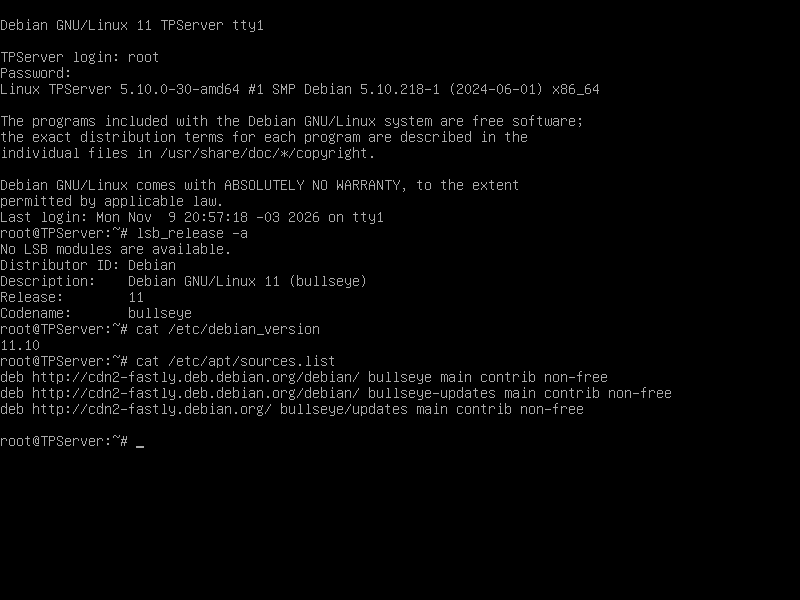 Debian GNU/Linux 11 TPServer tty1
TPServer login: root
Password:
Linux TPServer 5.10.0-30-amd64 #1 SMP Debian 5.10.218-1 (2024-06-01) x86_64
The programs included with the Debian GNU/Linux system are free software;
the exact distribution terms for each program are described in the
individual files in /usr/share/doc/*/copyright.
Debian GNU/Linux comes with ABSOLUTELY NO WARRANTY, to the extent
permitted by applicable law.
Last login: Mon Nov  9 20:57:18 -03 2026 on tty1
root@TPServer:~# lsb_release -a
No LSB modules are available.
Distributor ID: Debian
Description:    Debian GNU/Linux 11 (bullseye)
Release:        11
Codename:       bullseye
root@TPServer:~# cat /etc/debian_version
11.10
root@TPServer:~# cat /etc/apt/sources.list
deb http://cdn2-fastly.deb.debian.org/debian/ bullseye main contrib non-free
deb http://cdn2-fastly.deb.debian.org/debian/ bullseye-updates main contrib non-free
deb http://cdn2-fastly.debian.org/ bullseye/updates main contrib non-free
root@TPServer:~# _